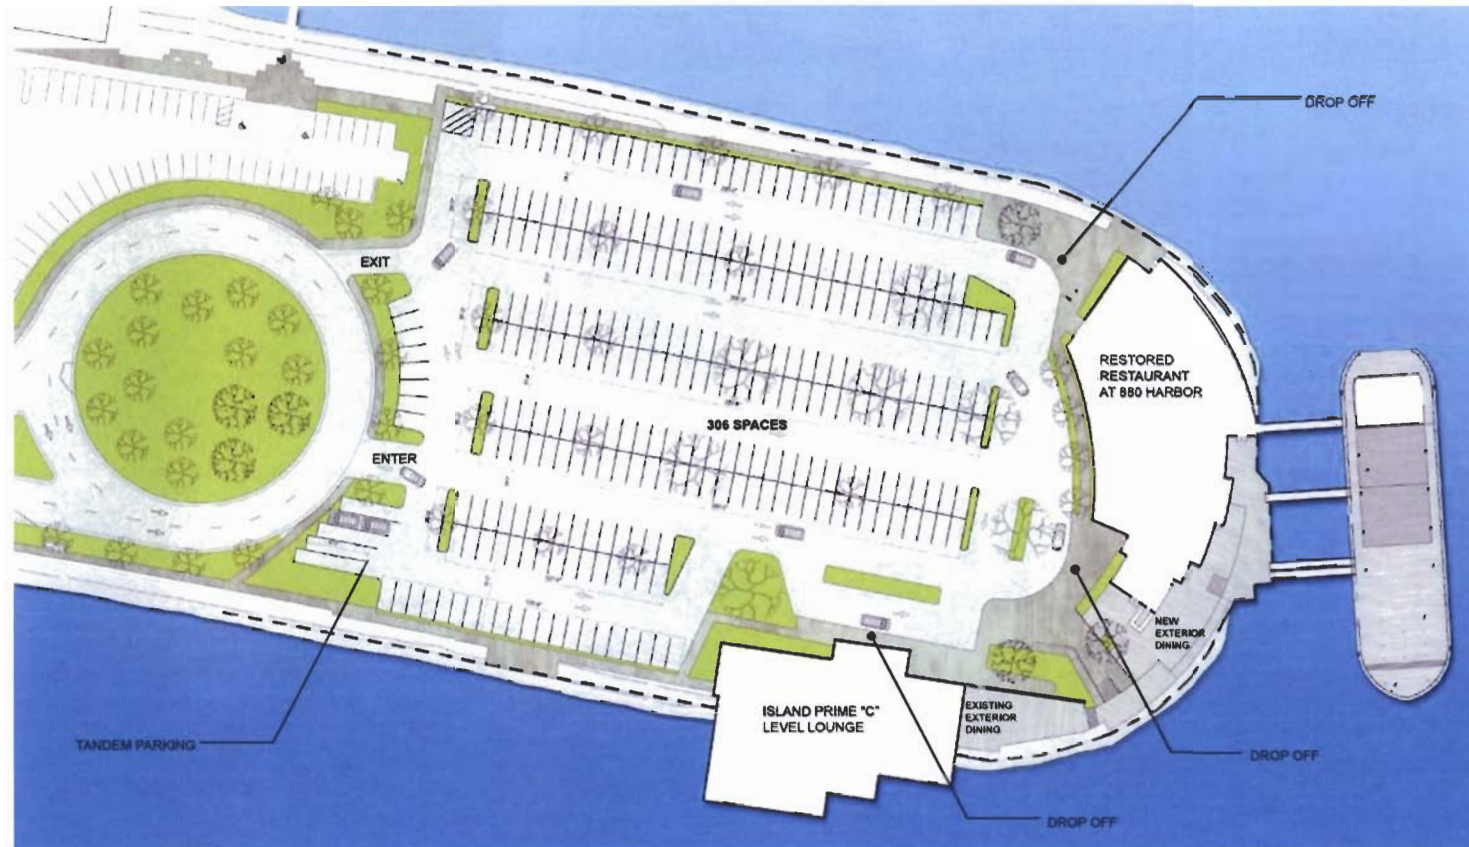 DROP OFF
EXIT
RESTORED
RESTAURANT
AT 880 HARBOR
306 SPACES
ENTER
NEW
EXTERIOR
DINING
ISLAND PRIME "C"
LEVEL LOUNGE
EXISTING
EXTERIOR
DINING
TANDEM PARKING
DROP OFF
DROP OFF